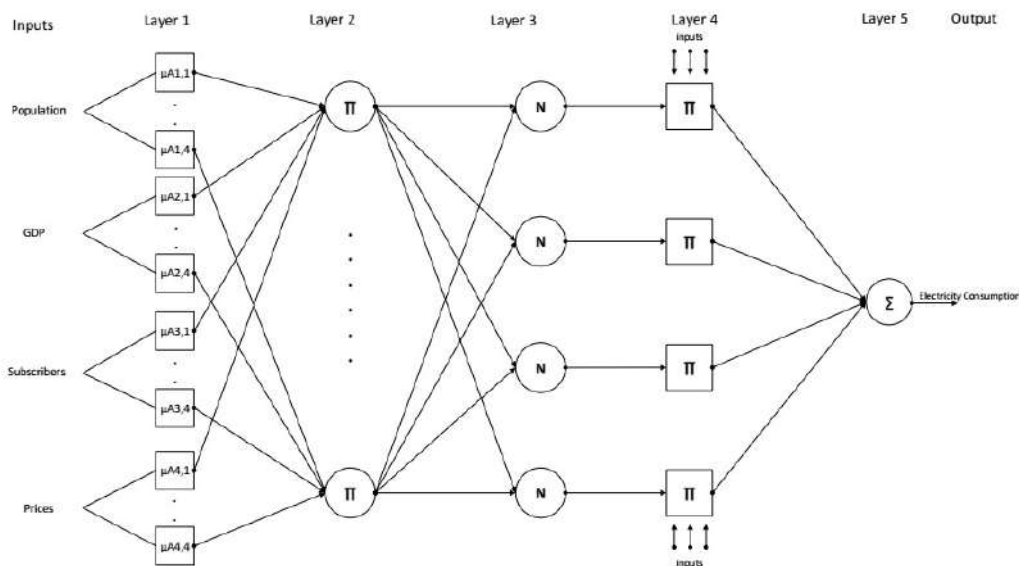 Inputs
Layer 1
Layer 2
Layer 3
Layer 4
Layer 5
Output
Inputs
Population
μA1,1
μA1,4
GDP
μA2,1
μA2,4
Subscribers
μA3,1
μA3,4
Prices
μA4,1
μA4,4
Π
Π
N
N
N
N
Π
Π
Π
Π
Inputs
Σ
Electricity Consumption